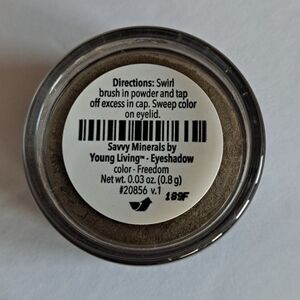 Directions: Swirl
brush in powder and tap
off excess in cap. Sweep color
on eyelid.
Savvy Minerals by
Young Living™ - Eyeshadow
color - Freedom
Net wt. 0.03 oz. (0.8 g)
#20856 v.1
189F